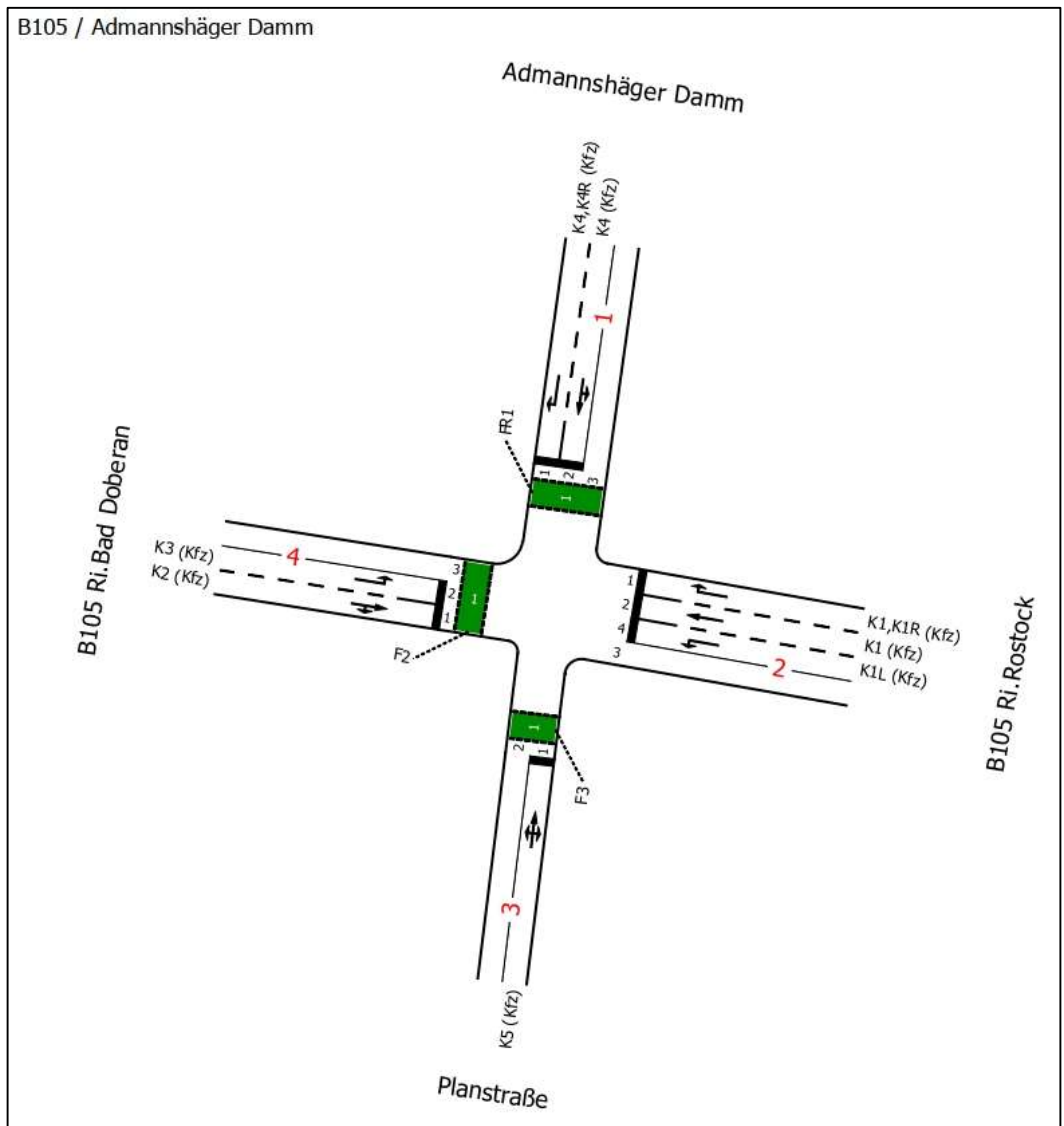 B105 / Admannshäger Damm
Admannshäger Damm
K4,K4R (Kfz)
K4 (Kfz)
1
FR1
1
2
3
1
B105 Ri.Bad Doberan
K3 (Kfz)
K2 (Kfz)
4
3
2
1
1
F2
1
2
4
3
K1,K1R (Kfz)
K1 (Kfz)
K1L (Kfz)
2
B105 Ri.Rostock
1
2
1
F3
3
K5 (Kfz)
Planstraße